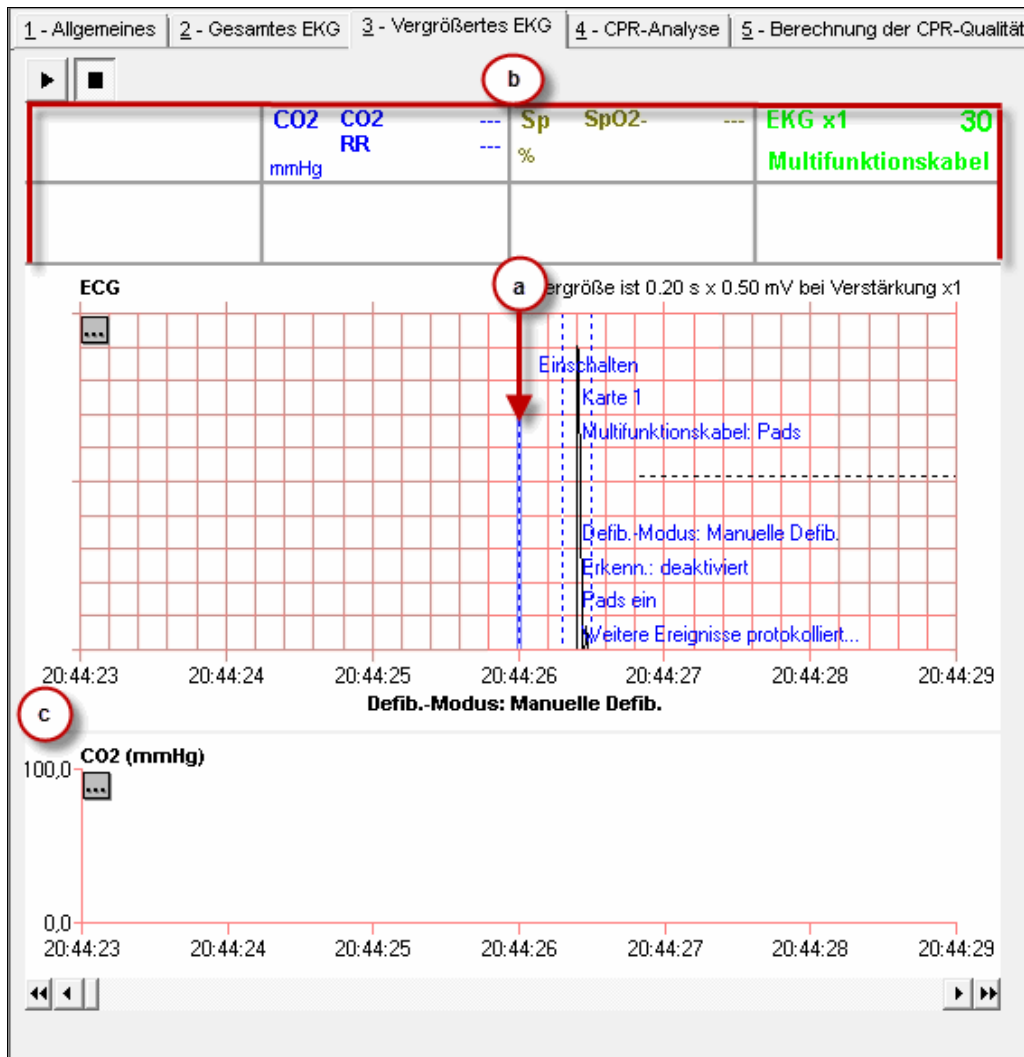 1 - Allgemeines 2 - Gesamtes EKG 3 - Vergrößertes EKG 4 - CPR-Analyse 5 - Berechnung der CPR-Qualität
b
CO2 CO2 --- Sp SpO2- --- EKG x1 30
RR --- %
mmHg Multifunktionskabel
ECG a ergröße ist 0.20 s x 0.50 mV bei Verstärkung x1
...
Einschalten
Karte 1
Multifunktionskabel: Pads
Defib.-Modus: Manuelle Defib.
Erkenn.: deaktiviert
Pads ein
Weitere Ereignisse protokolliert...
20:44:23 20:44:24 20:44:25 20:44:26 20:44:27 20:44:28 20:44:29
Defib.-Modus: Manuelle Defib.
c
CO2 (mmHg)
100,0
...
0,0
20:44:23 20:44:24 20:44:25 20:44:26 20:44:27 20:44:28 20:44:29